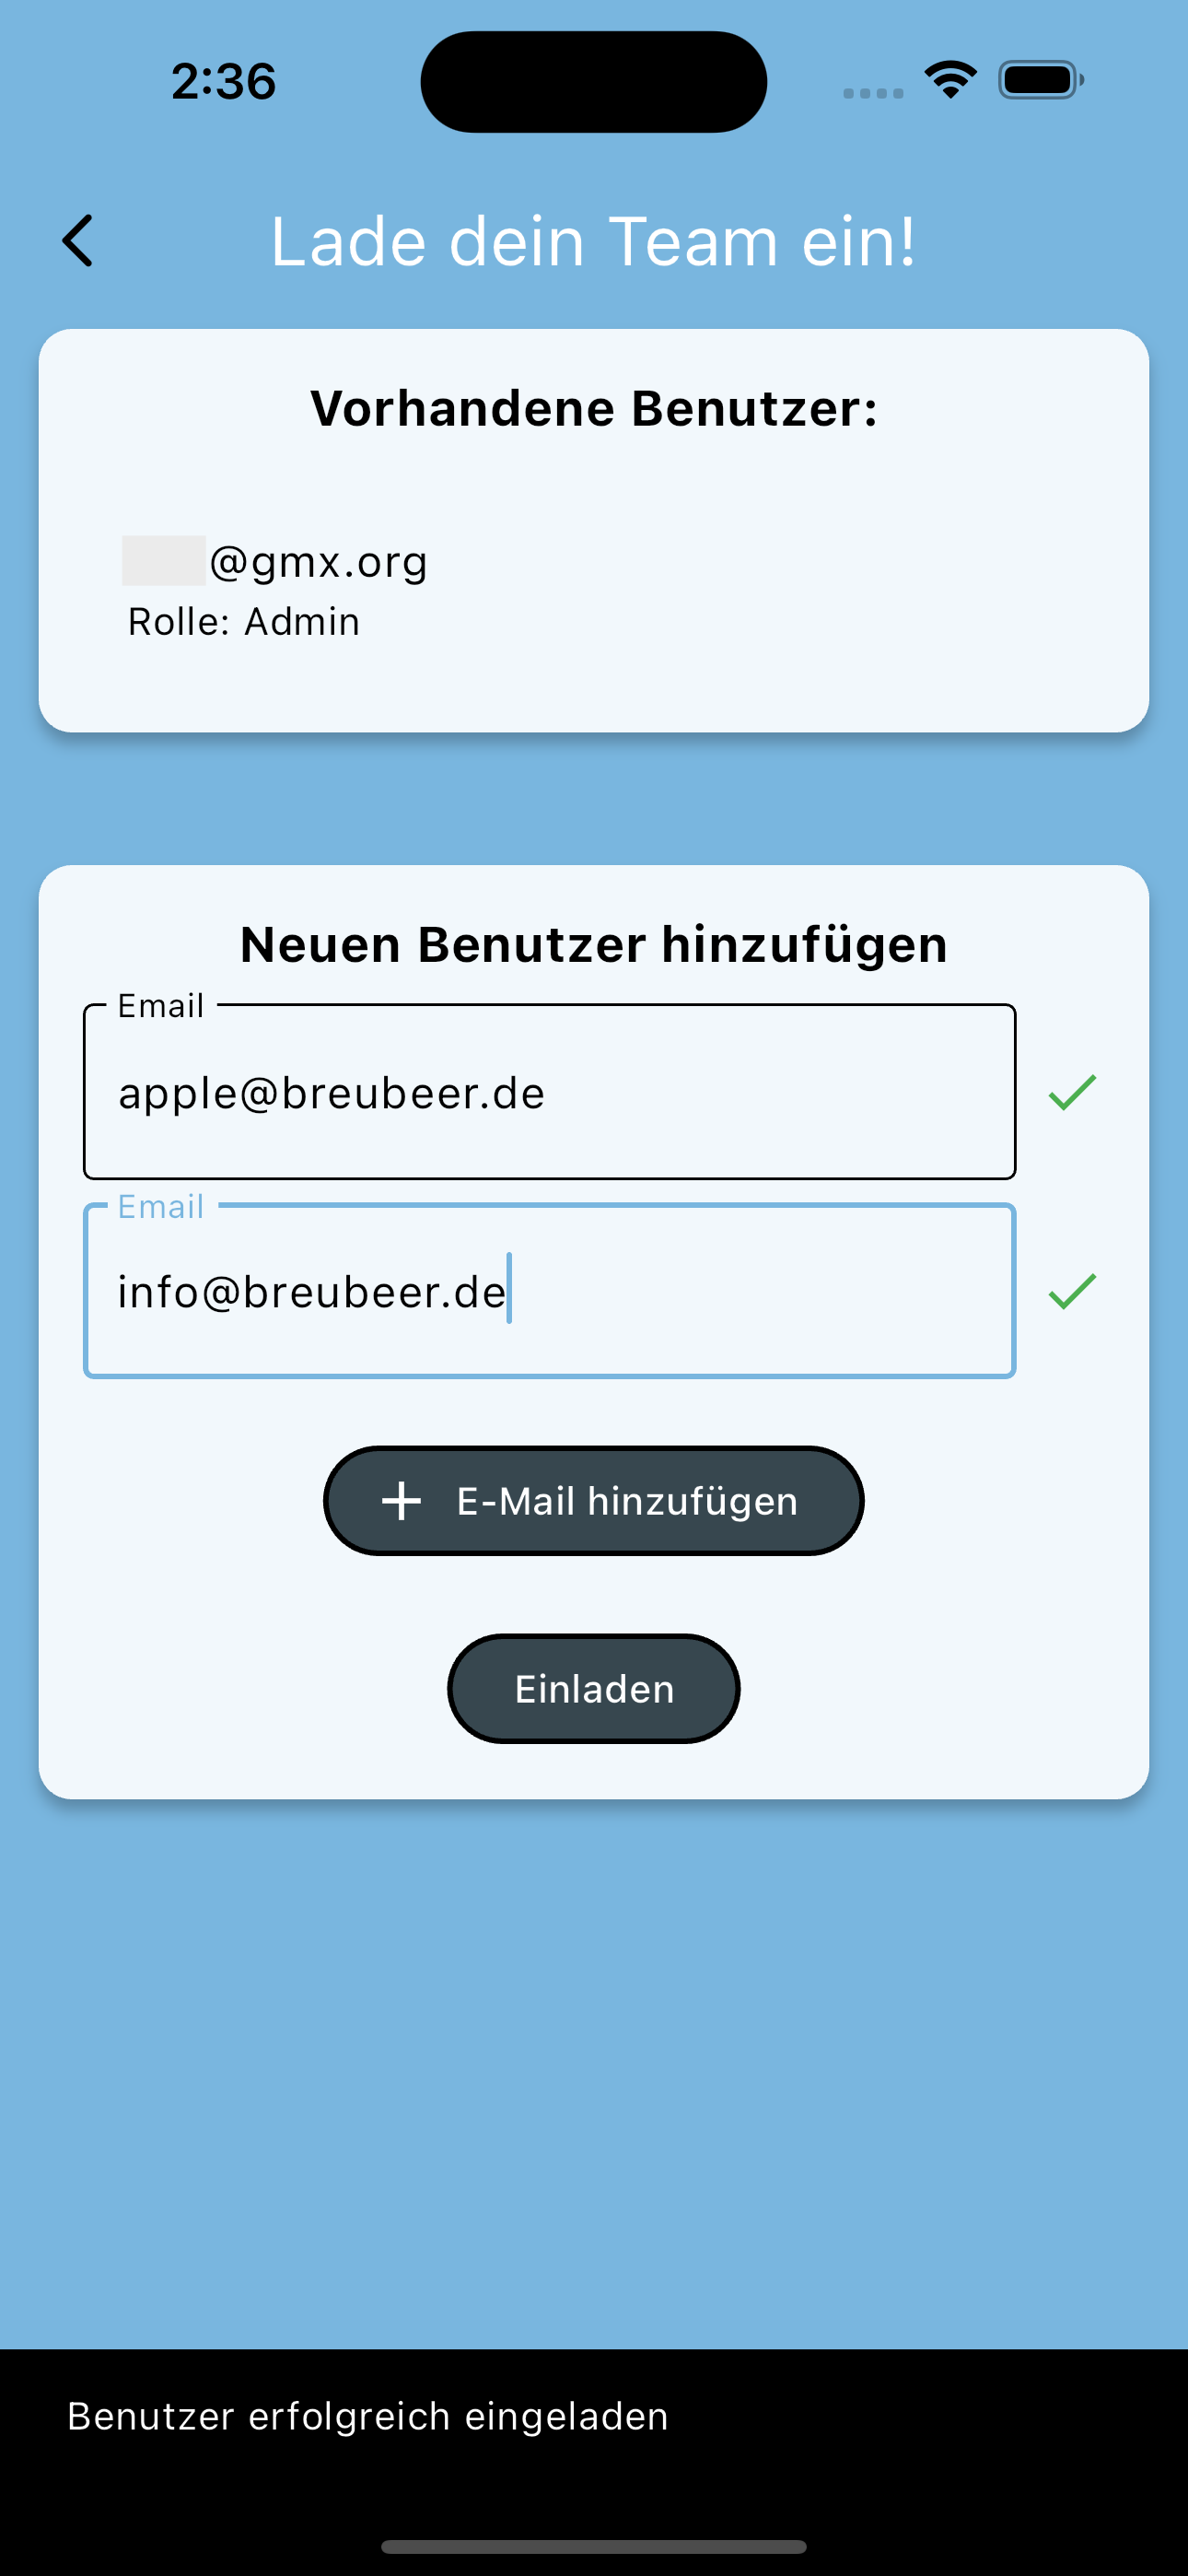 2:36
Lade dein Team ein!
Vorhandene Benutzer:
@gmx.org
Rolle: Admin
Neuen Benutzer hinzufügen
Email
apple@breubeer.de
Email
info@breubeer.de
E-Mail hinzufügen
Einladen
Benutzer erfolgreich eingeladen